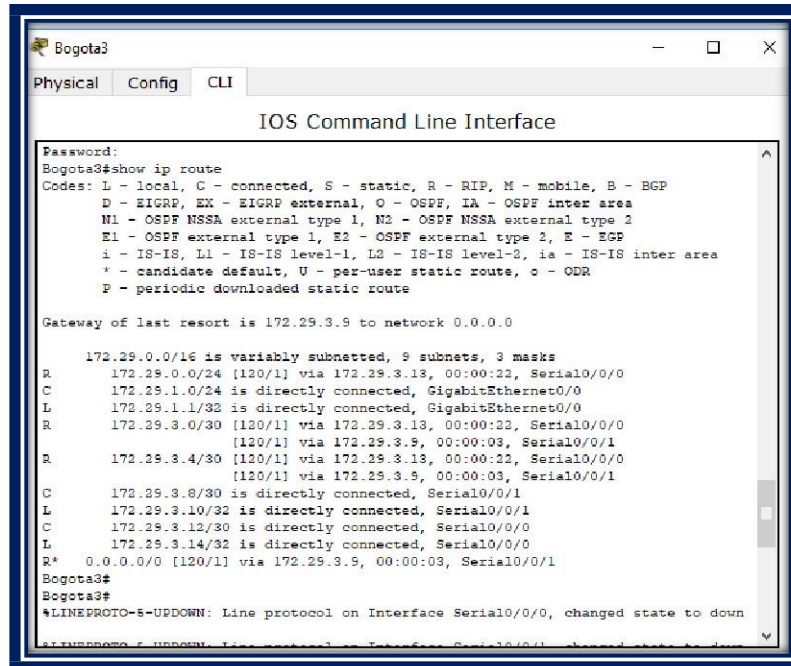 Bogota3
Physical Config CLI
IOS Command Line Interface
Password:
Bogota3#show ip route
Codes: L - local, C - connected, S - static, R - RIP, M - mobile, B - BGP
D - EIGRP, EX - EIGRP external, O - OSPF, IA - OSPF inter area
N1 - OSPF NSSA external type 1, N2 - OSPF NSSA external type 2
E1 - OSPF external type 1, E2 - OSPF external type 2, E - EGP
i - IS-IS, L1 - IS-IS level-1, L2 - IS-IS level-2, ia - IS-IS inter area
* - candidate default, U - per-user static route, o - ODR
P - periodic downloaded static route
Gateway of last resort is 172.29.3.9 to network 0.0.0.0
172.29.0.0/16 is variably subnetted, 9 subnets, 3 masks
R 172.29.0.0/24 [120/1] via 172.29.3.13, 00:00:22, Serial0/0/0
C 172.29.1.0/24 is directly connected, GigabitEthernet0/0
L 172.29.1.1/32 is directly connected, GigabitEthernet0/0
R 172.29.3.0/30 [120/1] via 172.29.3.13, 00:00:22, Serial0/0/0
[120/1] via 172.29.3.9, 00:00:03, Serial0/0/1
R 172.29.3.4/30 [120/1] via 172.29.3.13, 00:00:22, Serial0/0/0
[120/1] via 172.29.3.9, 00:00:03, Serial0/0/1
C 172.29.3.8/30 is directly connected, Serial0/0/1
L 172.29.3.10/32 is directly connected, Serial0/0/1
C 172.29.3.12/30 is directly connected, Serial0/0/0
L 172.29.3.14/32 is directly connected, Serial0/0/0
R* 0.0.0.0/0 [120/1] via 172.29.3.9, 00:00:03, Serial0/0/1
Bogota3#
Bogota3#
%LINEPROTO-5-UPDOWN: Line protocol on Interface Serial0/0/0, changed state to down
%LINEPROTO-5-UPDOWN: Line protocol on Interface Serial0/0/1, changed state to down